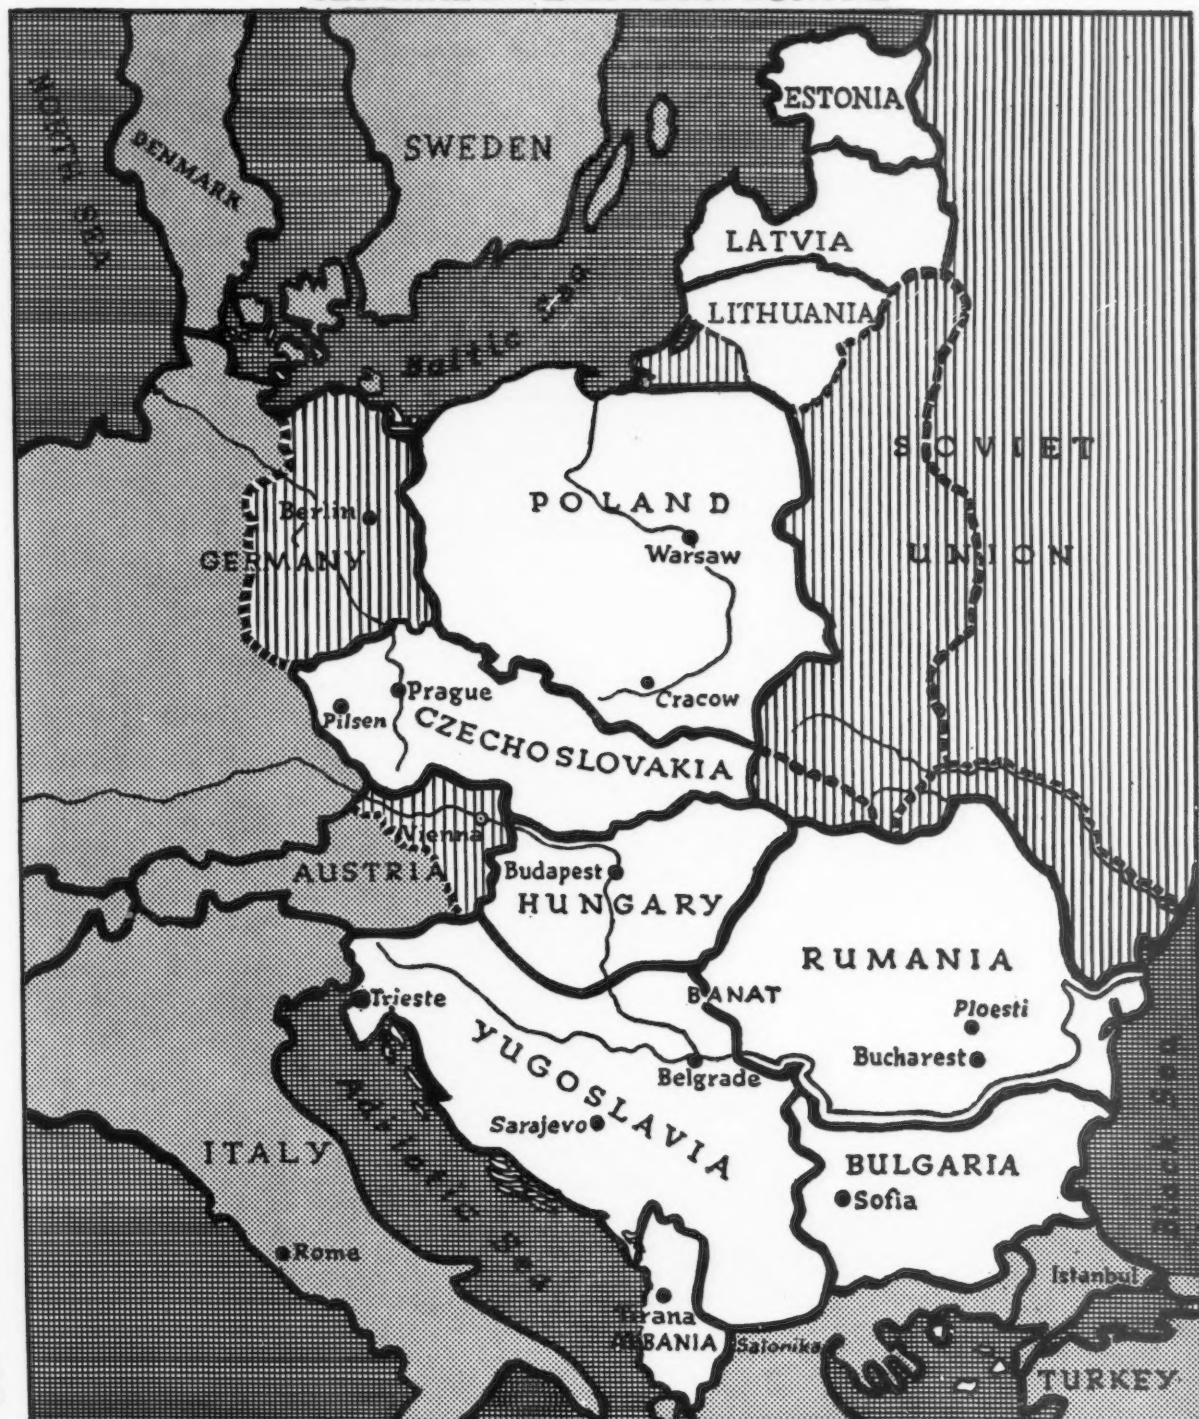 ESTONIA
NORTH SEA
DENMARK
SWEDEN
LATVIA
Baltic Sea
LITHUANIA
SOVIET
UNION
POLAND
Warsaw
Berlin
GERMANY
Prague
Pilsen
Cracow
CZECHOSLOVAKIA
Vienna
AUSTRIA
Budapest
HUNGARY
RUMANIA
BANAT
Trieste
Ploesti
YUGOSLAVIA
Bucharest
Belgrade
Adriatic Sea
Sarajevo
ITALY
BULGARIA
Sofia
Black Sea
Rome
Istanbul
Tirana
ALBANIA
Salonika
TURKEY